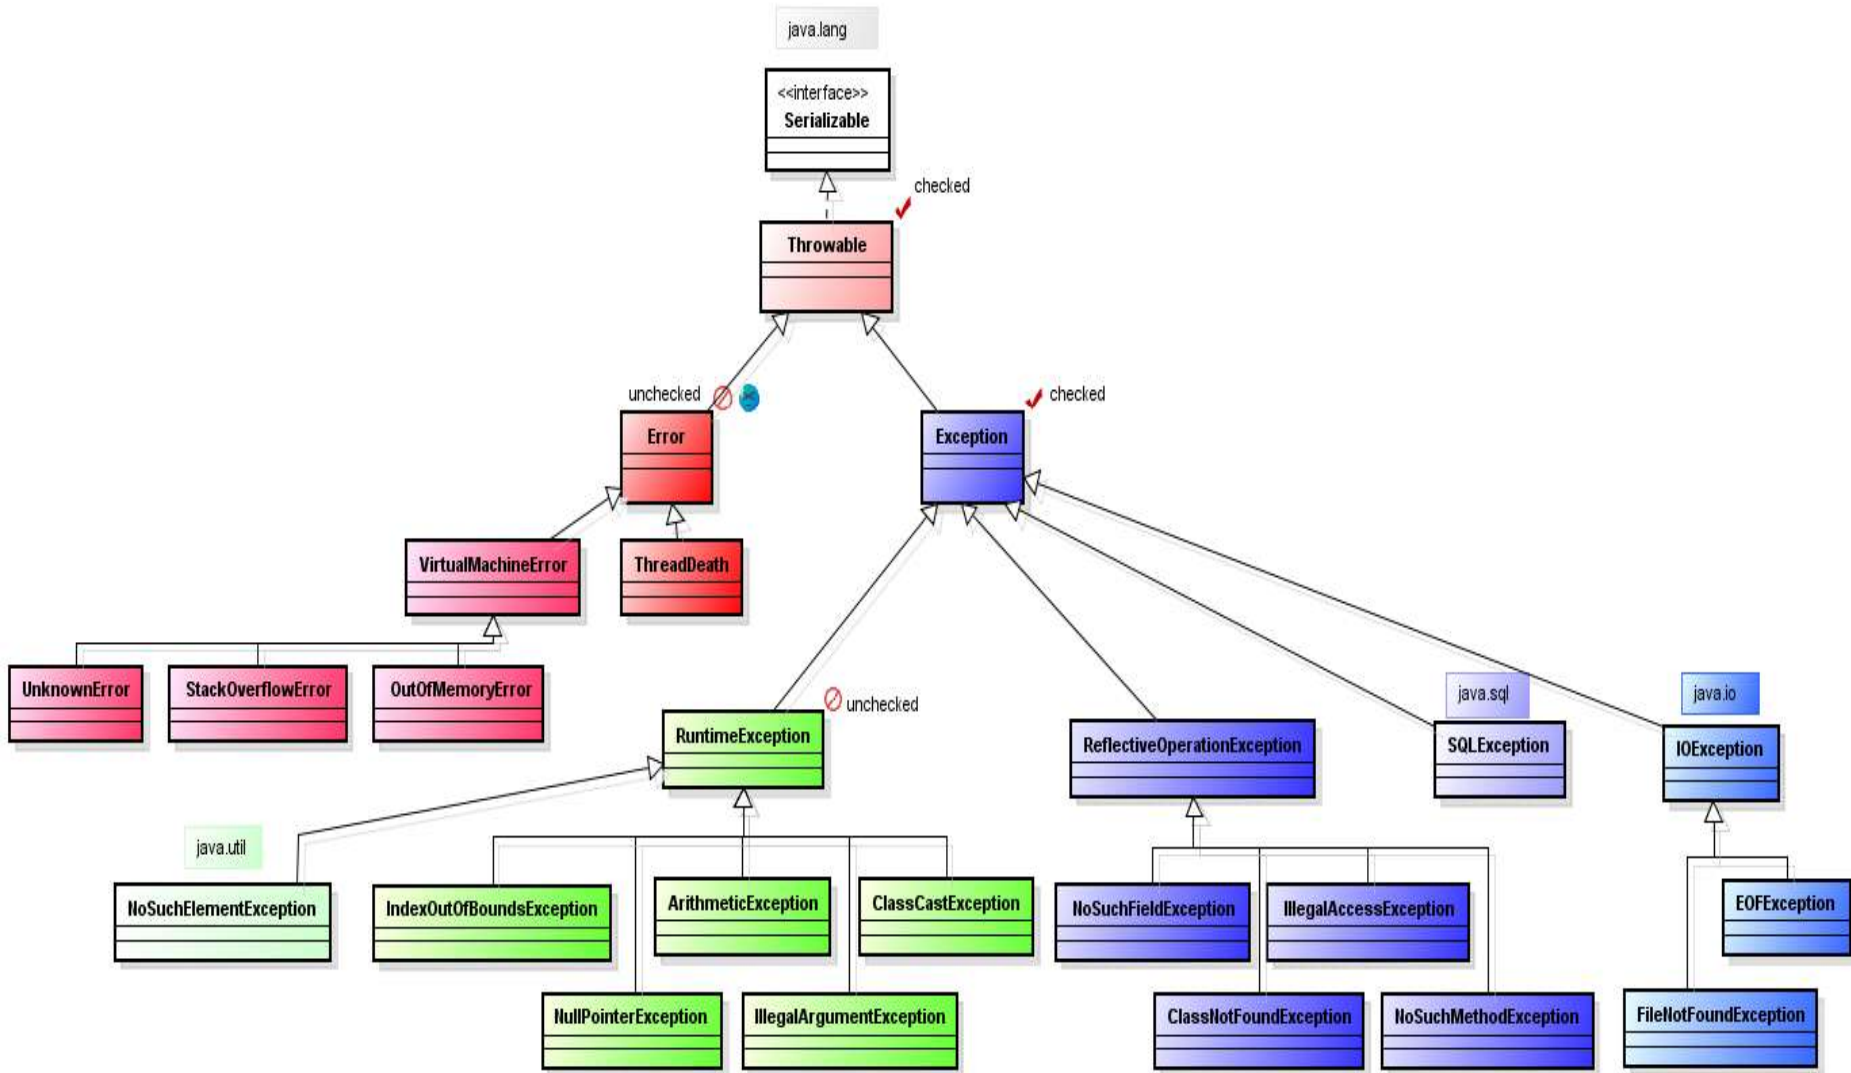 java.lang
<<interface>>
Serializable
checked
Throwable
unchecked
checked
Error
Exception
VirtualMachineError
ThreadDeath
UnknownError
StackOverflowError
OutOfMemoryError
unchecked
java.sql
java.io
RuntimeException
ReflectiveOperationException
SQLException
IOException
java.util
NoSuchElementException
IndexOutOfBoundsException
ArithmeticException
ClassCastException
NoSuchFieldException
IllegalAccessException
EOFException
NullPointerException
IllegalArgumentException
ClassNotFoundException
NoSuchMethodException
FileNotFoundException